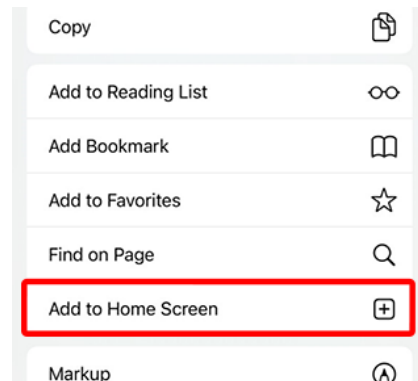 Copy
Add to Reading List
Add Bookmark
Add to Favorites
Find on Page
Add to Home Screen
Markup